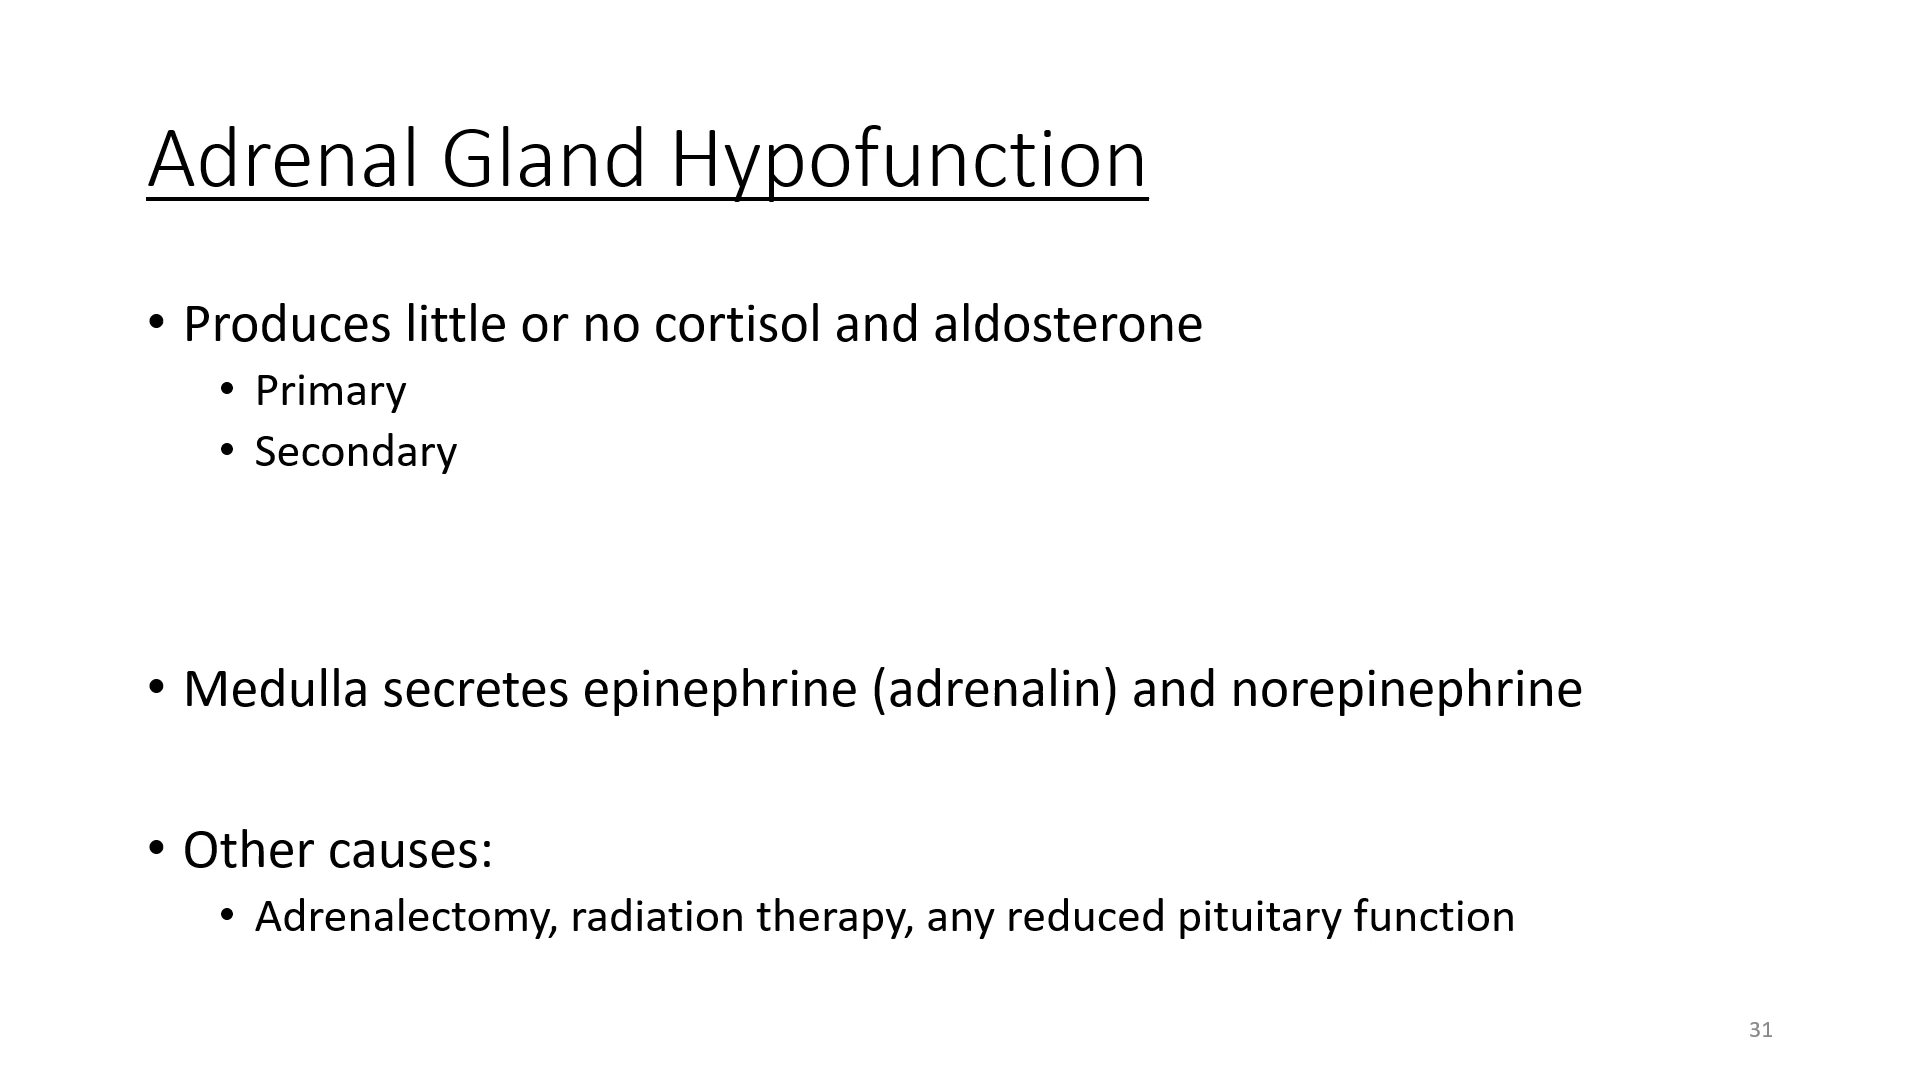 Adrenal Gland Hypofunction
• Produces little or no cortisol and aldosterone
• Primary
• Secondary
• Medulla secretes epinephrine (adrenalin) and norepinephrine
• Other causes:
• Adrenalectomy, radiation therapy, any reduced pituitary function
31